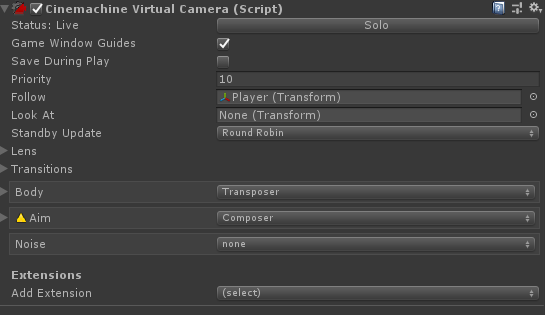 Cinemachine Virtual Camera (Script)
Status: Live Solo
Game Window Guides
Save During Play
Priority 10
Follow Player (Transform)
Look At None (Transform)
Standby Update Round Robin
Lens
Transitions
Body Transposer
Aim Composer
Noise none
Extensions
Add Extension (select)